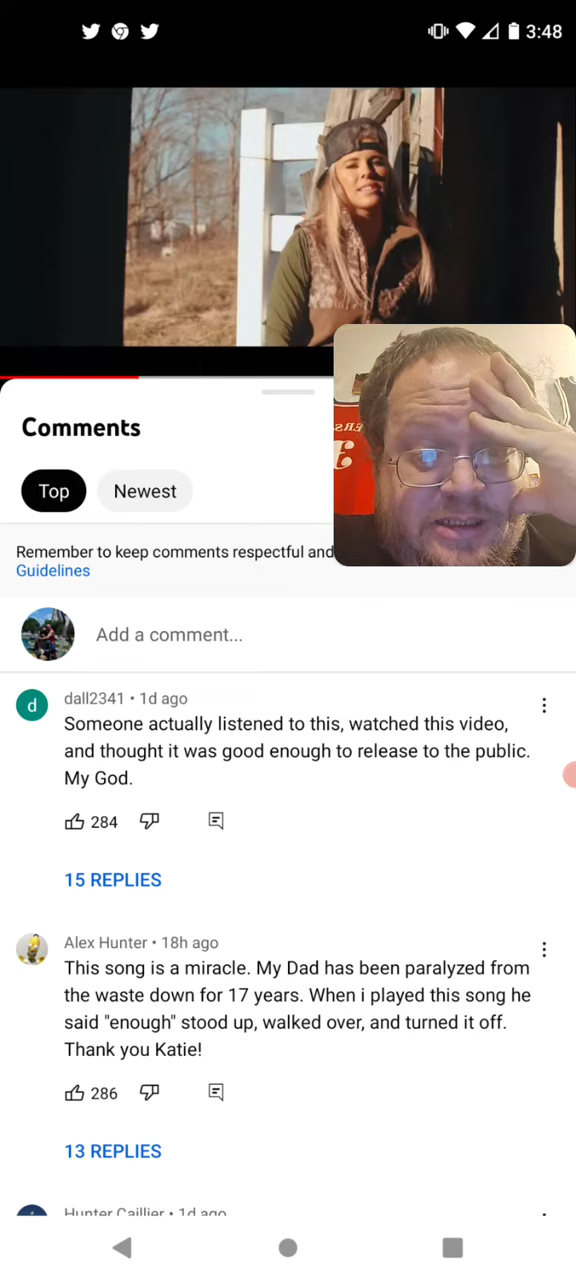 3:48
Comments
Top
Newest
Remember to keep comments respectful and
Guidelines
Add a comment...
d
dall2341 • 1d ago
Someone actually listened to this, watched this video,
and thought it was good enough to release to the public.
My God.
284
15 REPLIES
Alex Hunter • 18h ago
This song is a miracle. My Dad has been paralyzed from
the waste down for 17 years. When i played this song he
said "enough" stood up, walked over, and turned it off.
Thank you Katie!
286
13 REPLIES
Hunter Caillier • 1d ago